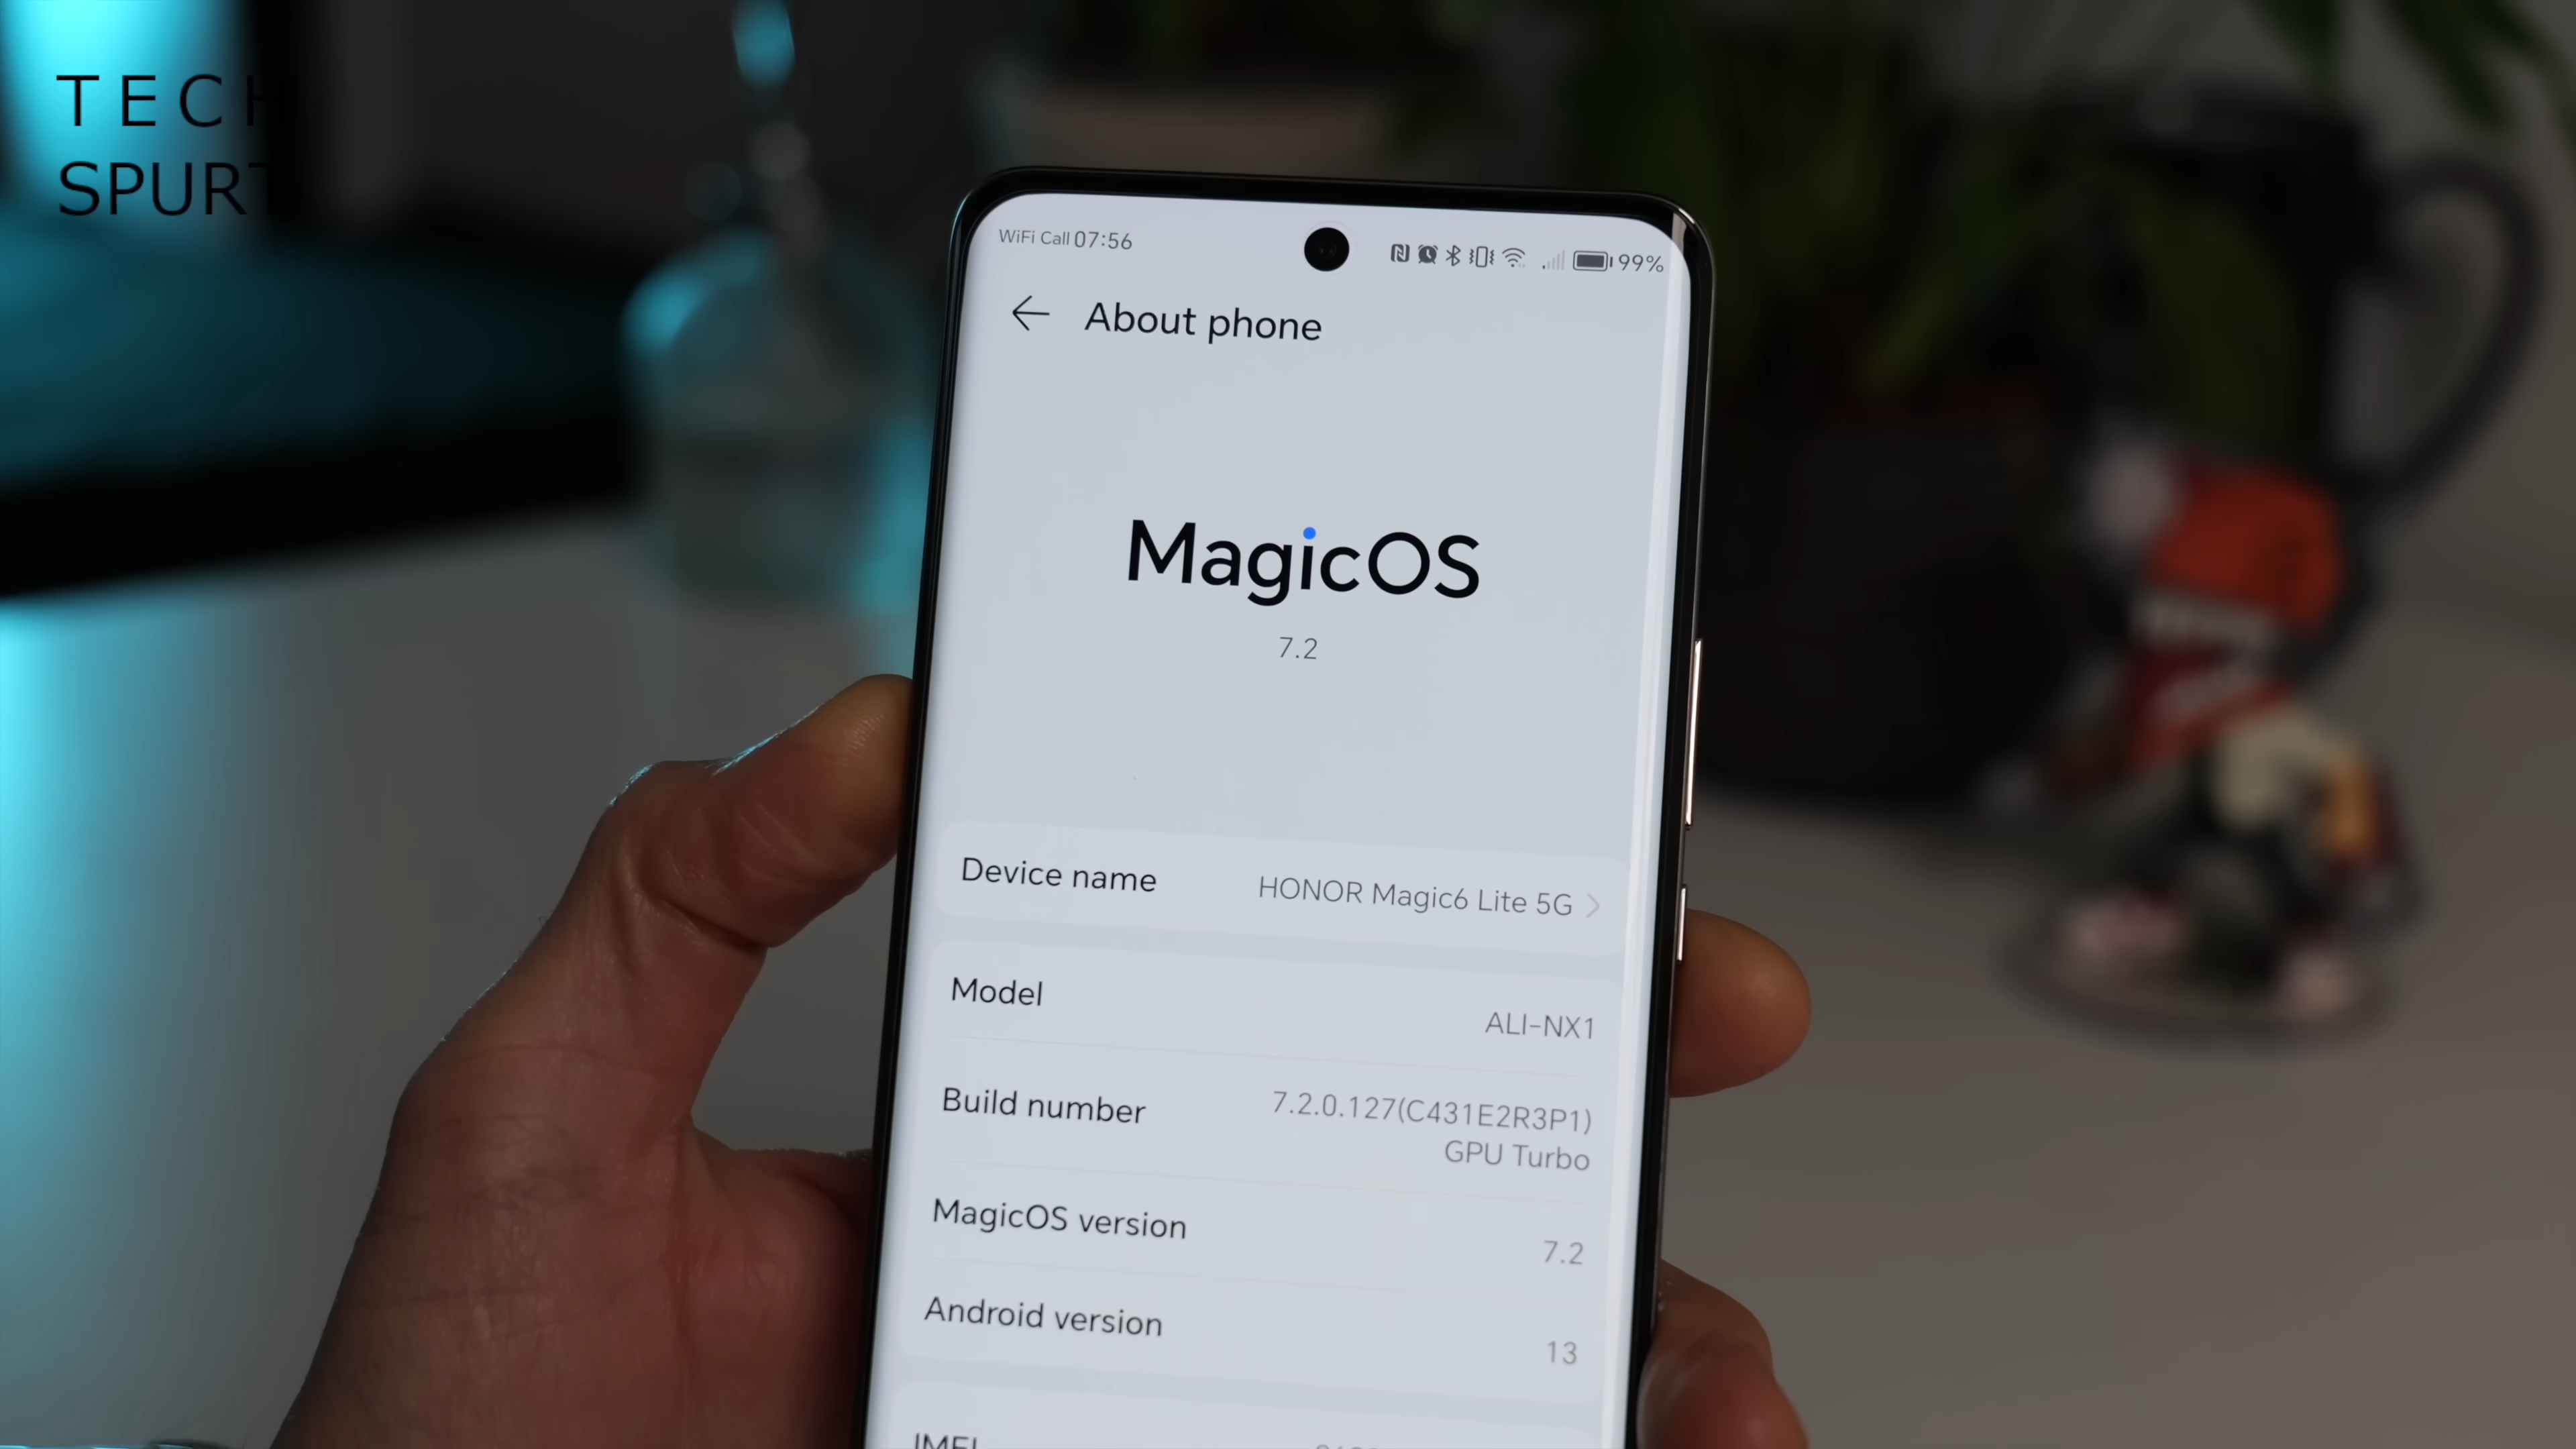 TECH
SPURT
WiFi Call 07:56
99%
About phone
MagicOS
7.2
Device name HONOR Magic6 Lite 5G
Model ALI-NX1
Build number 7.2.0.127(C431E2R3P1)
GPU Turbo
MagicOS version 7.2
Android version 13
IMEI